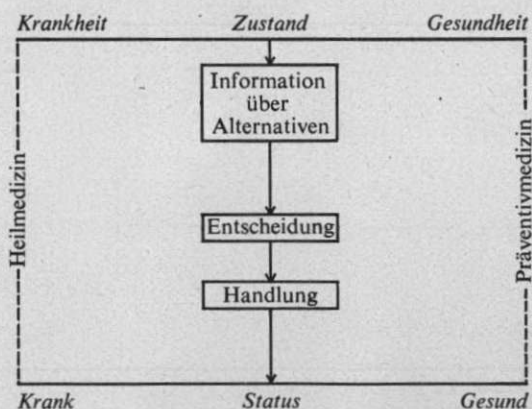 Krankheit Zustand Gesundheit
Information
über
Alternativen
Heilmedizin
Präventivmedizin
Entscheidung
Handlung
Krank Status Gesund